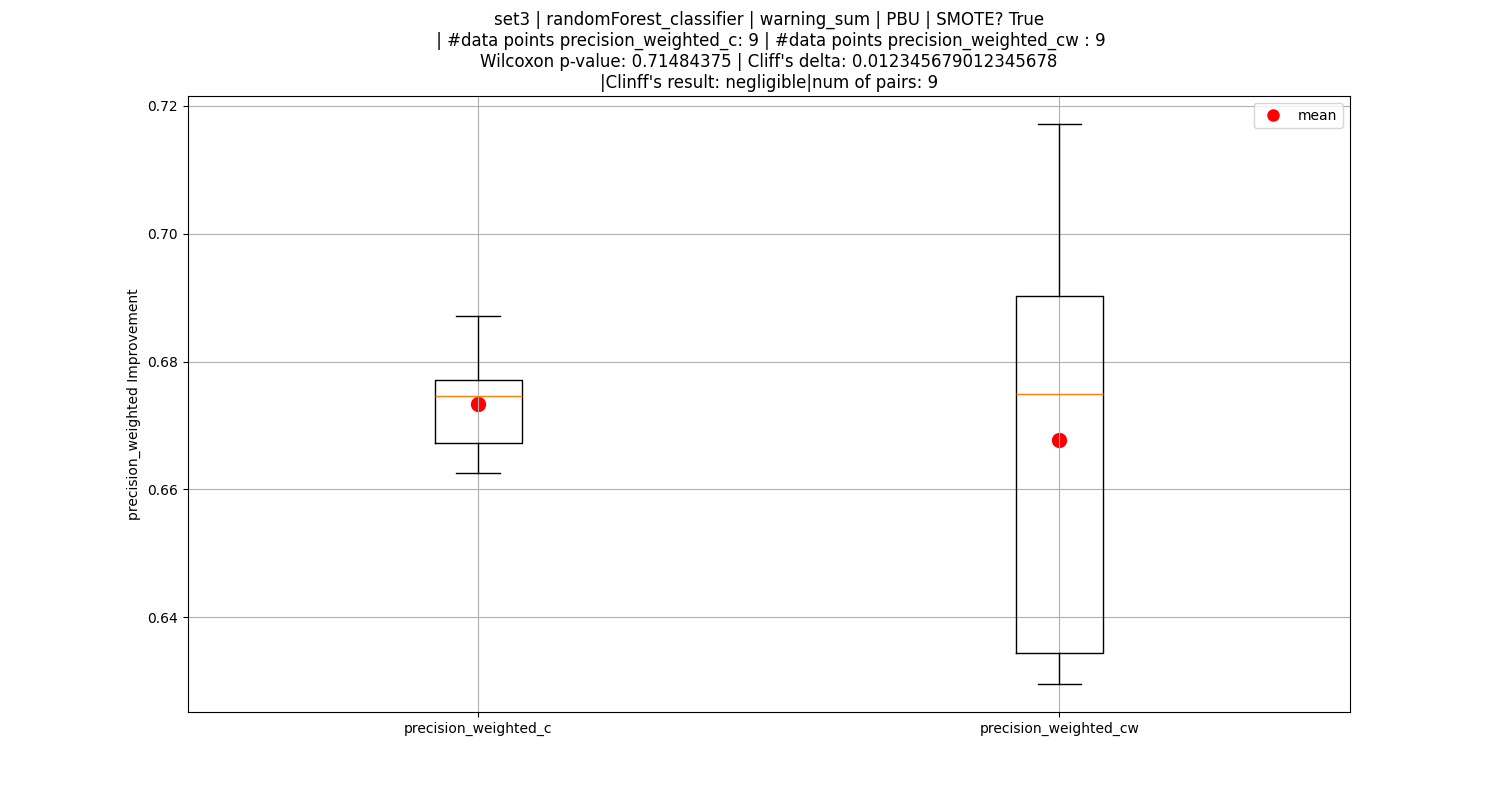 set3 | randomForest_classifier | warning_sum | PBU | SMOTE? True
| #data points precision_weighted_c: 9 | #data points precision_weighted_cw : 9
Wilcoxon p-value: 0.71484375 | Cliff's delta: 0.012345679012345678
|Clinff's result: negligible|num of pairs: 9
mean
0.72
0.70
0.68
0.66
0.64
precision_weighted Improvement
precision_weighted_c
precision_weighted_cw